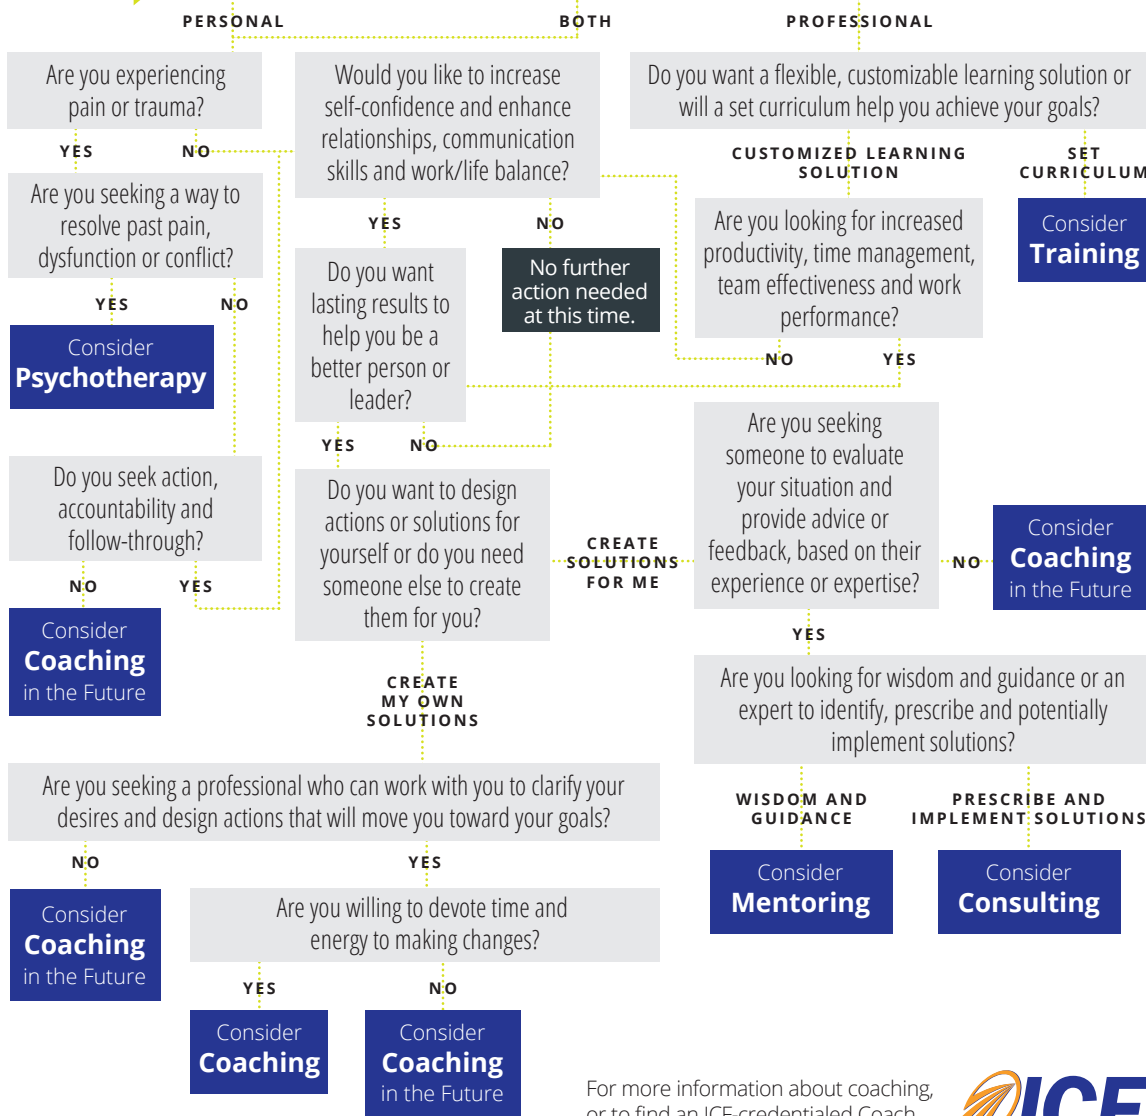 PERSONAL
BOTH
PROFESSIONAL
Are you experiencing
pain or trauma?
Would you like to increase
self-confidence and enhance
relationships, communication
skills and work/life balance?
Do you want a flexible, customizable learning solution or
will a set curriculum help you achieve your goals?
YES
NO
CUSTOMIZED LEARNING
SOLUTION
SET
CURRICULUM
Are you seeking a way to
resolve past pain,
dysfunction or conflict?
YES
NO
Are you looking for increased
productivity, time management,
team effectiveness and work
performance?
Consider
Training
Do you want
lasting results to
help you be a
better person or
leader?
No further
action needed
at this time.
YES
NO
Consider
Psychotherapy
NO
YES
Are you seeking
someone to evaluate
your situation and
provide advice or
feedback, based on their
experience or expertise?
YES
NO
Do you seek action,
accountability and
follow-through?
Do you want to design
actions or solutions for
yourself or do you need
someone else to create
them for you?
CREATE
SOLUTIONS
FOR ME
NO
Consider
Coaching
in the Future
NO
YES
Consider
Coaching
in the Future
YES
CREATE
MY OWN
SOLUTIONS
Are you looking for wisdom and guidance or an
expert to identify, prescribe and potentially
implement solutions?
Are you seeking a professional who can work with you to clarify your
desires and design actions that will move you toward your goals?
WISDOM AND
GUIDANCE
PRESCRIBE AND
IMPLEMENT SOLUTIONS
NO
YES
Consider
Mentoring
Consider
Consulting
Consider
Coaching
in the Future
Are you willing to devote time and
energy to making changes?
YES
NO
Consider
Coaching
Consider
Coaching
in the Future
For more information about coaching,
or to find an ICF-credentialed Coach
ICF